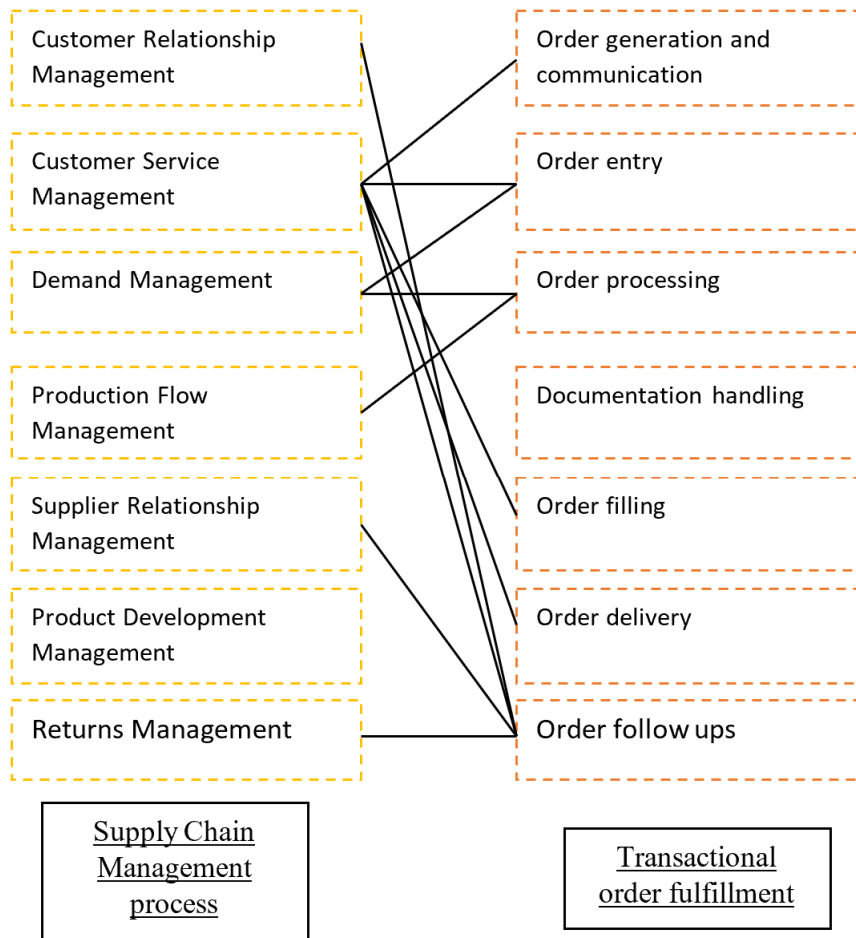 Customer Relationship
Management
Order generation and
communication
Customer Service
Management
Order entry
Demand Management
Order processing
Production Flow
Management
Documentation handling
Supplier Relationship
Management
Order filling
Product Development
Management
Order delivery
Returns Management
Order follow ups
Supply Chain
Management
process
Transactional
order fulfillment